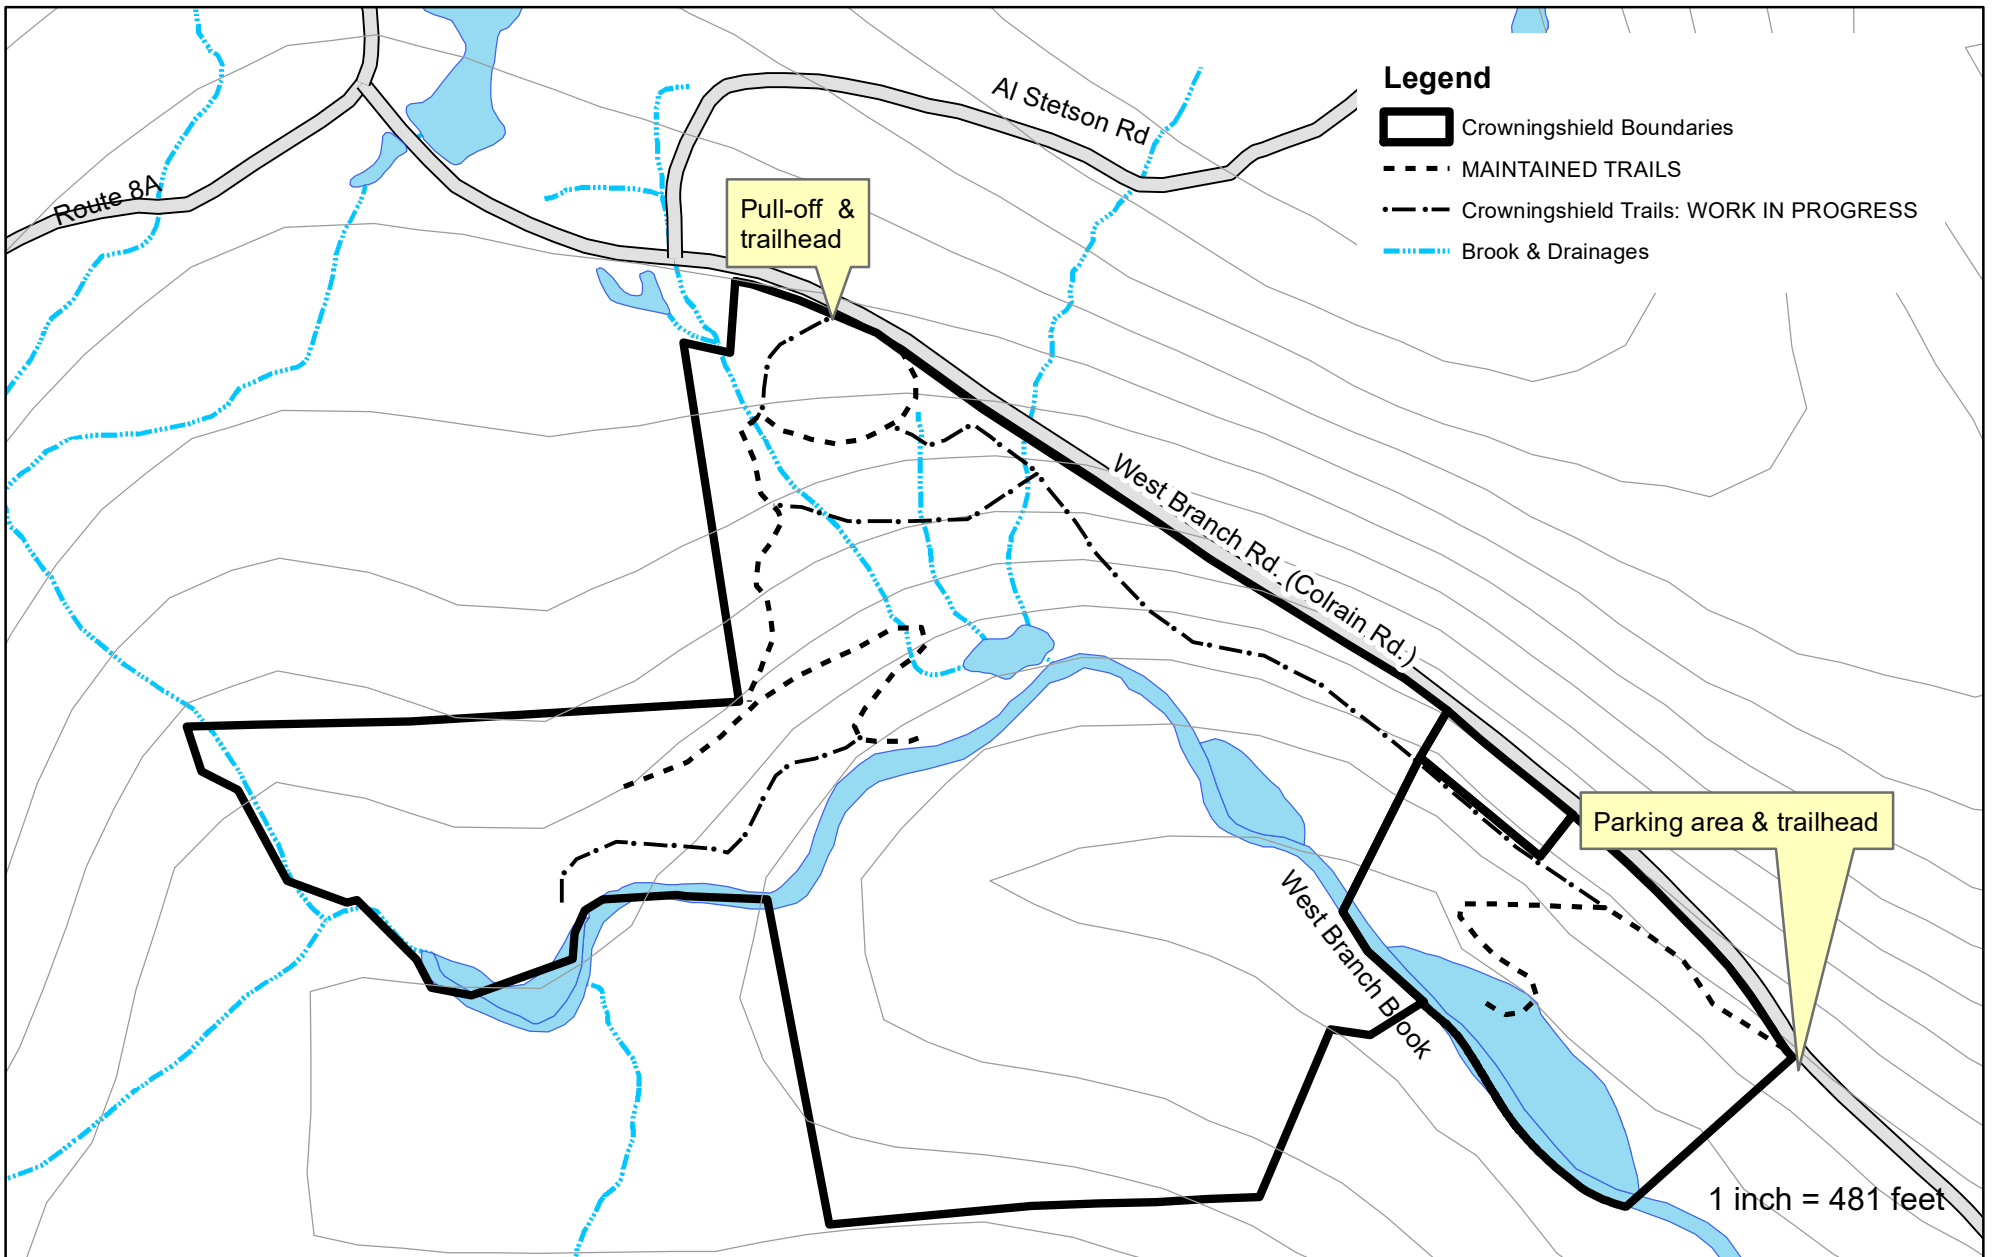 Al Stetson Rd
Legend
Crowningshield Boundaries
MAINTAINED TRAILS
Crowningshield Trails: WORK IN PROGRESS
Brook & Drainages
Route 8A
Pull-off &
trailhead
West Branch Rd. (Colrain Rd.)
Parking area & trailhead
West Branch Brook
1 inch = 481 feet